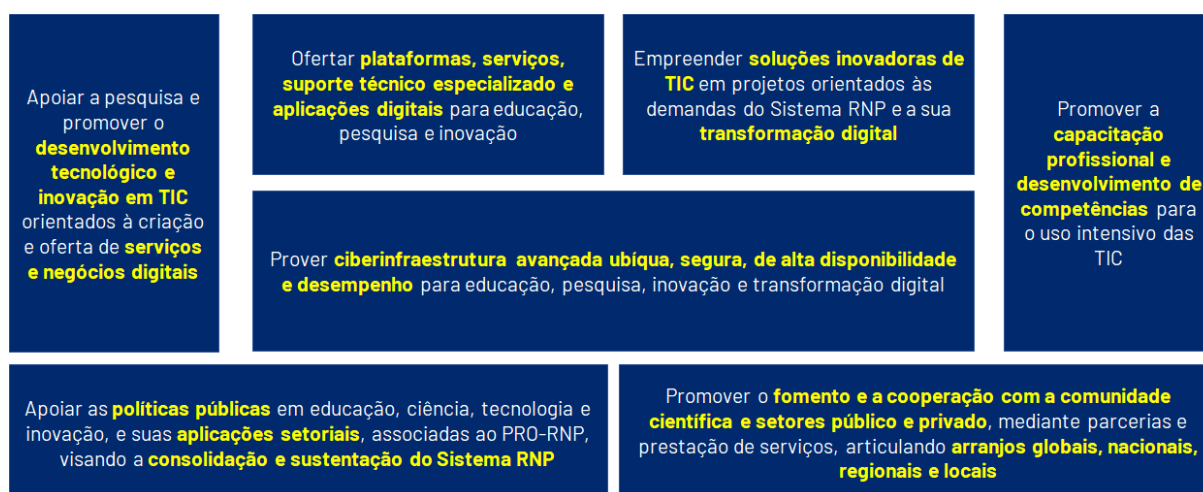 Apoiar a pesquisa e
promover o
desenvolvimento
tecnológico e
inovação em TIC
orientados à criação
e oferta de serviços
e negócios digitais
Ofertar plataformas, serviços,
suporte técnico especializado e
aplicações digitais para educação,
pesquisa e inovação
Empreender soluções inovadoras de
TIC em projetos orientados às
demandas do Sistema RNP e a sua
transformação digital
Promover a
capacitação
profissional e
desenvolvimento de
competências para
o uso intensivo das
TIC
Prover ciberinfraestrutura avançada ubíqua, segura, de alta disponibilidade
e desempenho para educação, pesquisa, inovação e transformação digital
Apoiar as políticas públicas em educação, ciência, tecnologia e
inovação, e suas aplicações setoriais, associadas ao PRO-RNP,
visando a consolidação e sustentação do Sistema RNP
Promover o fomento e a cooperação com a comunidade
científica e setores público e privado, mediante parcerias e
prestação de serviços, articulando arranjos globais, nacionais,
regionais e locais